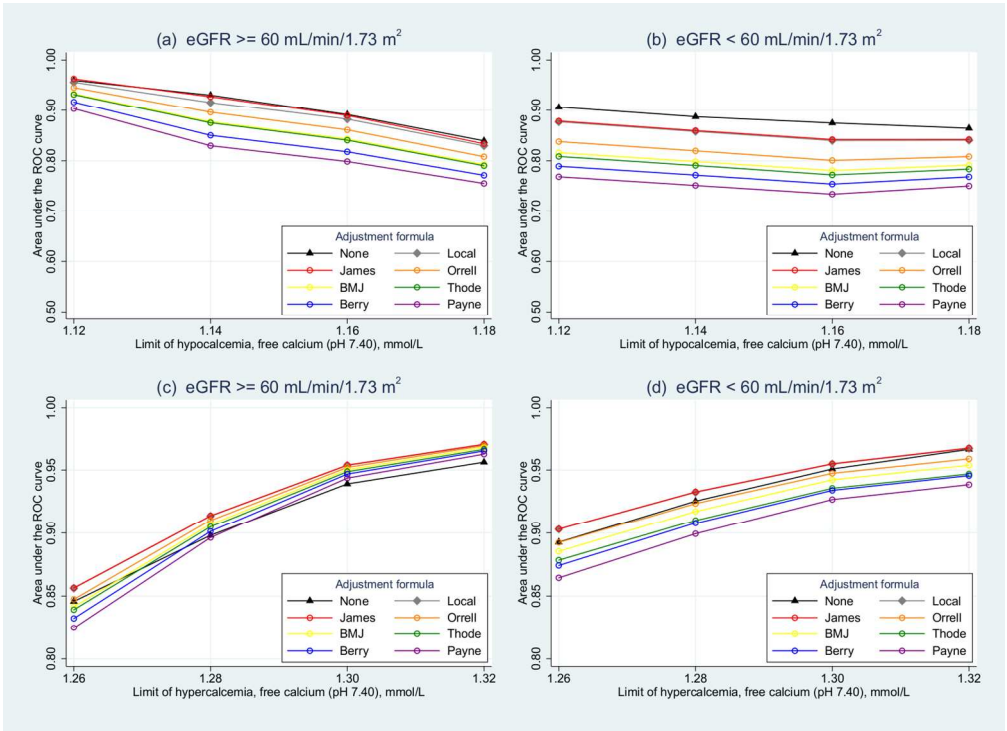 (a) eGFR >= 60 mL/min/1.73 m²
Area under the ROC curve
1.00
0.90
0.80
0.70
0.60
0.50
Adjustment formula
None Local
James Orrell
BMJ Thode
Berry Payne
1.12 1.14 1.16 1.18
Limit of hypocalcemia, free calcium (pH 7.40), mmol/L
(b) eGFR < 60 mL/min/1.73 m²
Area under the ROC curve
1.00
0.90
0.80
0.70
0.60
0.50
Adjustment formula
None Local
James Orrell
BMJ Thode
Berry Payne
1.12 1.14 1.16 1.18
Limit of hypocalcemia, free calcium (pH 7.40), mmol/L
(c) eGFR >= 60 mL/min/1.73 m²
Area under the ROC curve
1.00
0.95
0.90
0.85
0.80
Adjustment formula
None Local
James Orrell
BMJ Thode
Berry Payne
1.26 1.28 1.30 1.32
Limit of hypercalcemia, free calcium (pH 7.40), mmol/L
(d) eGFR < 60 mL/min/1.73 m²
Area under the ROC curve
1.00
0.95
0.90
0.85
0.80
Adjustment formula
None Local
James Orrell
BMJ Thode
Berry Payne
1.26 1.28 1.30 1.32
Limit of hypercalcemia, free calcium (pH 7.40), mmol/L